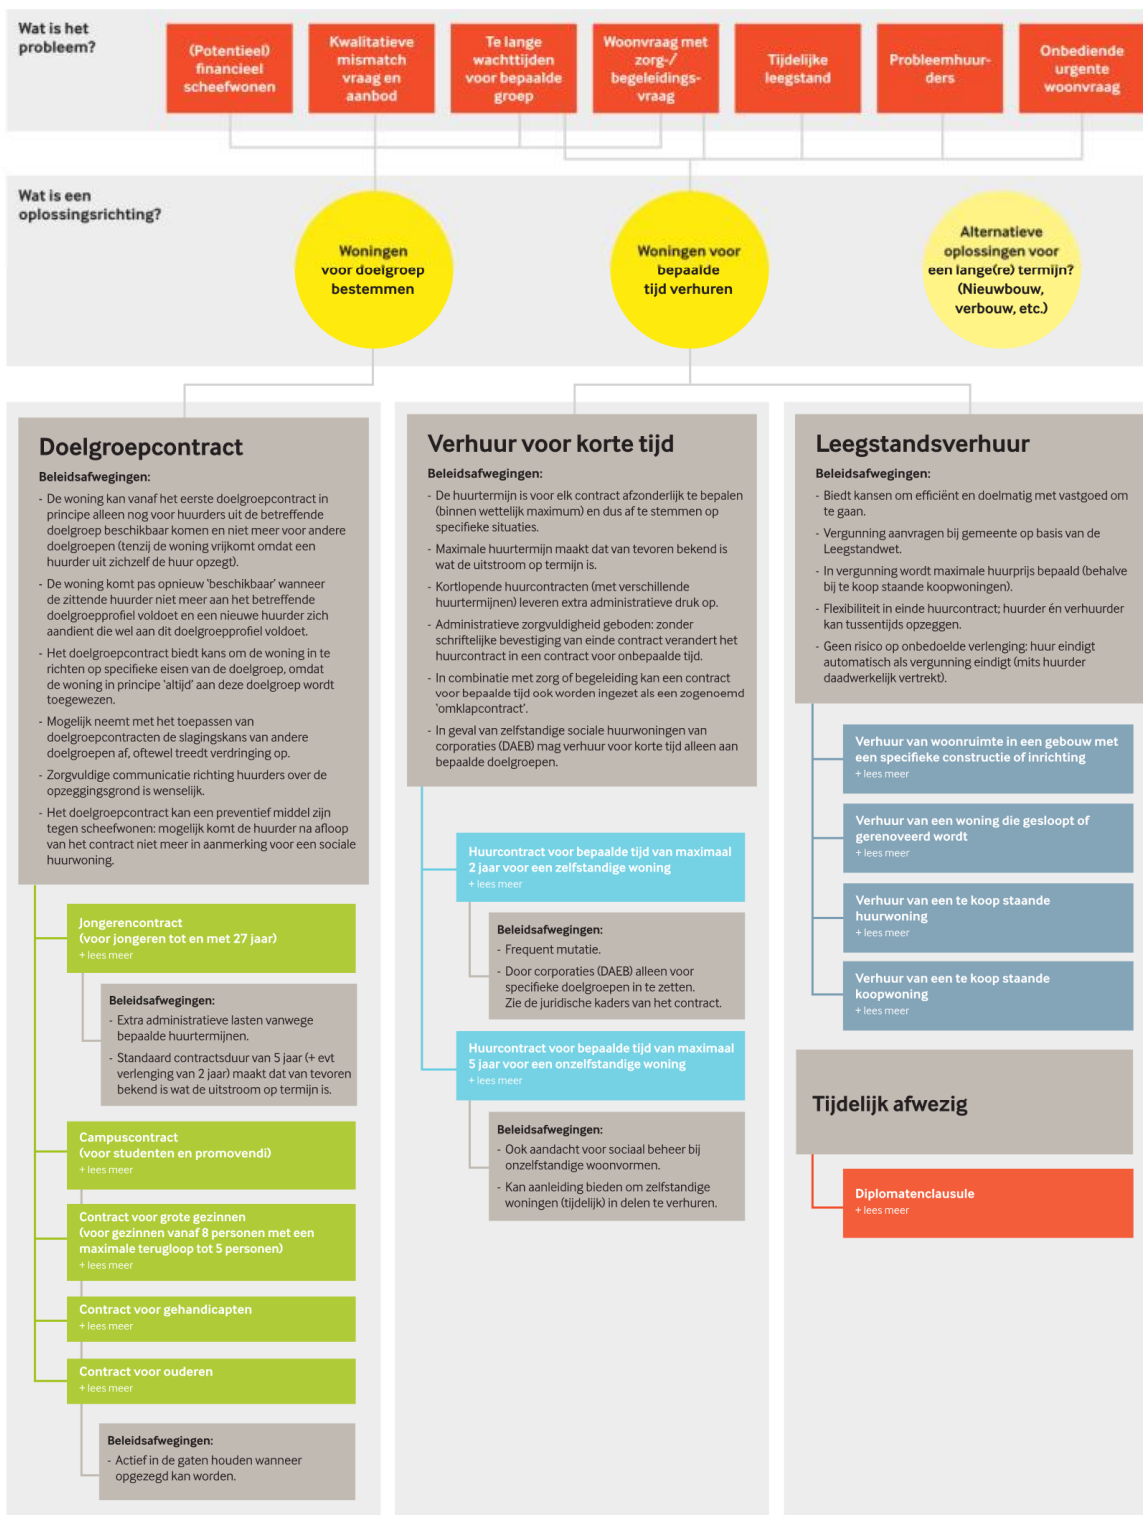 Wat is het
probleem?
(Potentieel)
financieel
scheefwonen
Kwalitatieve
mismatch
vraag en
aanbod
Te lange
wachttijden
voor bepaalde
groep
Woonvraag met
zorg-/
begeleidings-
vraag
Tijdelijke
leegstand
Probleemhuur-
ders
Onbediende
urgente
woonvraag
Wat is een
oplossingsrichting?
Woningen
voor doelgroep
bestemmen
Woningen voor
bepaalde
tijd verhuren
Alternatieve
oplossingen voor
een lange(re) termijn?
(Nieuwbouw,
verbouw, etc.)
Doelgroepcontract
Beleidsafwegingen:
- De woning kan vanaf het eerste doelgroepcontract in
principe alleen nog voor huurders uit de betreffende
doelgroep beschikbaar komen en niet meer voor andere
doelgroepen (tenzij de woning vrijkomt omdat een
huurder uit zichzelf de huur opzegt).
- De woning komt pas opnieuw 'beschikbaar' wanneer
de zittende huurder niet meer aan het betreffende
doelgroepprofiel voldoet en een nieuwe huurder zich
aandient die wel aan dit doelgroepprofiel voldoet.
- Het doelgroepcontract biedt kans om de woning in te
richten op specifieke eisen van de doelgroep, omdat
de woning in principe 'altijd' aan deze doelgroep wordt
toegewezen.
- Mogelijk neemt met het toepassen van
doelgroepcontracten de slagingskans van andere
doelgroepen af, oftewel treedt verdringing op.
- Zorgvuldige communicatie richting huurders over de
opzeggingsgrond is wenselijk.
- Het doelgroepcontract kan een preventief middel zijn
tegen scheefwonen: mogelijk komt de huurder na afloop
van het contract niet meer in aanmerking voor een sociale
huurwoning.
Jongerencontract
(voor jongeren tot en met 27 jaar)
+ lees meer
Beleidsafwegingen:
- Extra administratieve lasten vanwege
bepaalde huurtermijnen.
- Standaard contractsduur van 5 jaar (+ evt
verlenging van 2 jaar) maakt dat van tevoren
bekend is wat de uitstroom op termijn is.
Campuscontract
(voor studenten en promovendi)
+ lees meer
Contract voor grote gezinnen
(voor gezinnen vanaf 8 personen met een
maximale terugloop tot 5 personen)
+ lees meer
Contract voor gehandicapten
+ lees meer
Contract voor ouderen
+ lees meer
Beleidsafwegingen:
- Actief in de gaten houden wanneer
opgezegd kan worden.
Verhuur voor korte tijd
Beleidsafwegingen:
- De huurtermijn is voor elk contract afzonderlijk te bepalen
(binnen wettelijk maximum) en dus af te stemmen op
specifieke situaties.
- Maximale huurtermijn maakt dat van tevoren bekend is
wat de uitstroom op termijn is.
- Kortlopende huurcontracten (met verschillende
huurtermijnen) leveren extra administratieve druk op.
- Administratieve zorgvuldigheid geboden: zonder
schriftelijke bevestiging van einde contract verandert het
huurcontract in een contract voor onbepaalde tijd.
- In combinatie met zorg of begeleiding kan een contract
voor bepaalde tijd ook worden ingezet als een zogenoemd
'omklapcontract'.
- In geval van zelfstandige sociale huurwoningen van
corporaties (DAEB) mag verhuur voor korte tijd alleen aan
bepaalde doelgroepen.
Huurcontract voor bepaalde tijd van maximaal
2 jaar voor een zelfstandige woning
+ lees meer
Beleidsafwegingen:
- Frequent mutatie.
- Door corporaties (DAEB) alleen voor
specifieke doelgroepen in te zetten.
Zie de juridische kaders van het contract.
Huurcontract voor bepaalde tijd van maximaal
5 jaar voor een onzelfstandige woning
+ lees meer
Beleidsafwegingen:
- Ook aandacht voor sociaal beheer bij
onzelfstandige woonvormen.
- Kan aanleiding bieden om zelfstandige
woningen (tijdelijk) in delen te verhuren.
Leegstandsverhuur
Beleidsafwegingen:
- Biedt kansen om efficiënt en doelmatig met vastgoed om
te gaan.
- Vergunning aanvragen bij gemeente op basis van de
Leegstandwet.
- In vergunning wordt maximale huurprijs bepaald (behalve
bij te koop staande koopwoningen).
- Flexibiliteit in einde huurcontract; huurder én verhuurder
kan tussentijds opzeggen.
- Geen risico op onbedoelde verlenging: huur eindigt
automatisch als vergunning eindigt (mits huurder
daadwerkelijk vertrekt).
Verhuur van woonruimte in een gebouw met
een specifieke constructie of inrichting
+ lees meer
Verhuur van een woning die gesloopt of
gerenoveerd wordt
+ lees meer
Verhuur van een te koop staande
huurwoning
+ lees meer
Verhuur van een te koop staande
koopwoning
+ lees meer
Tijdelijk afwezig
Diplomatenclausule
+ lees meer